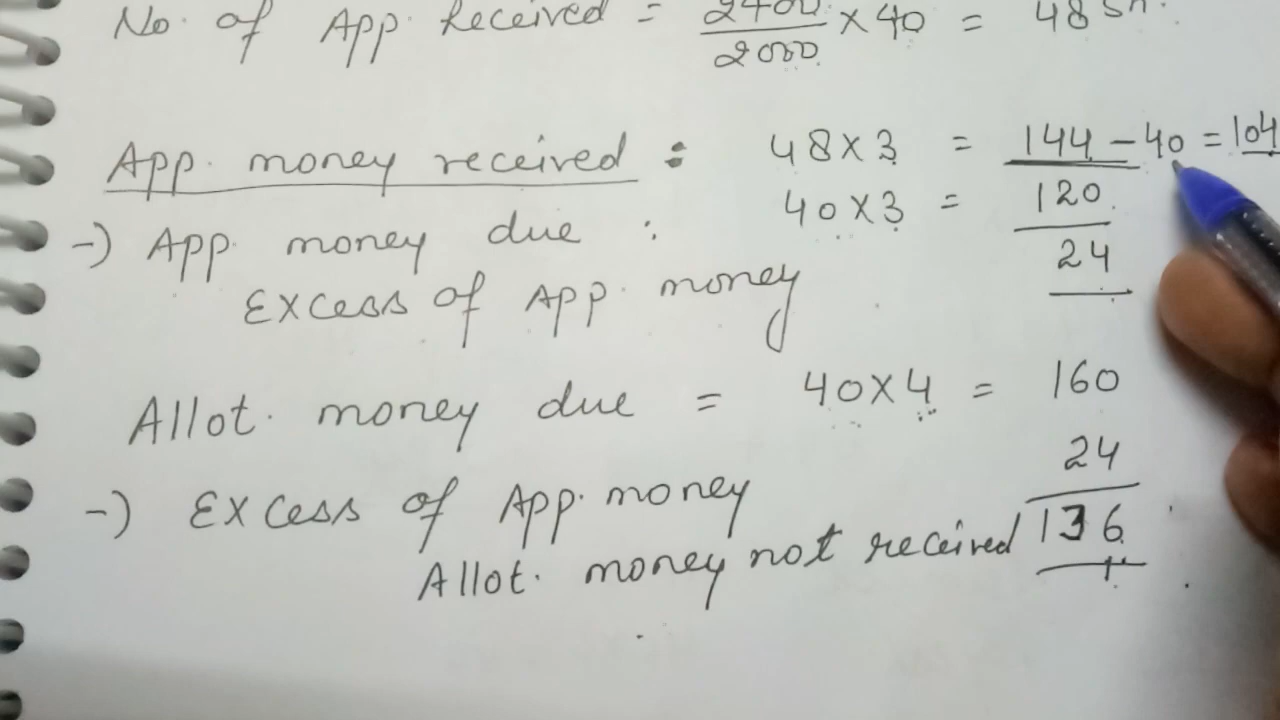 No. of App. Received = 2400/2000 × 40 = 48 sh.
App. money received : 48×3 = 144 – 40 = 104
-) App. money due : 40×3 = 120
Excess of App. money 24
Allot. money due = 40×4 = 160
-) Excess of App. money 24
Allot. money not received 136